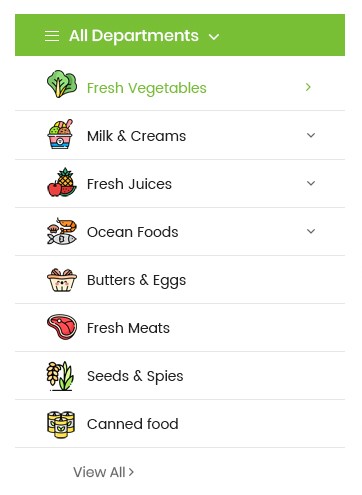 All Departments
Fresh Vegetables
Milk & Creams
Fresh Juices
Ocean Foods
Butters & Eggs
Fresh Meats
Seeds & Spies
Canned food
View All